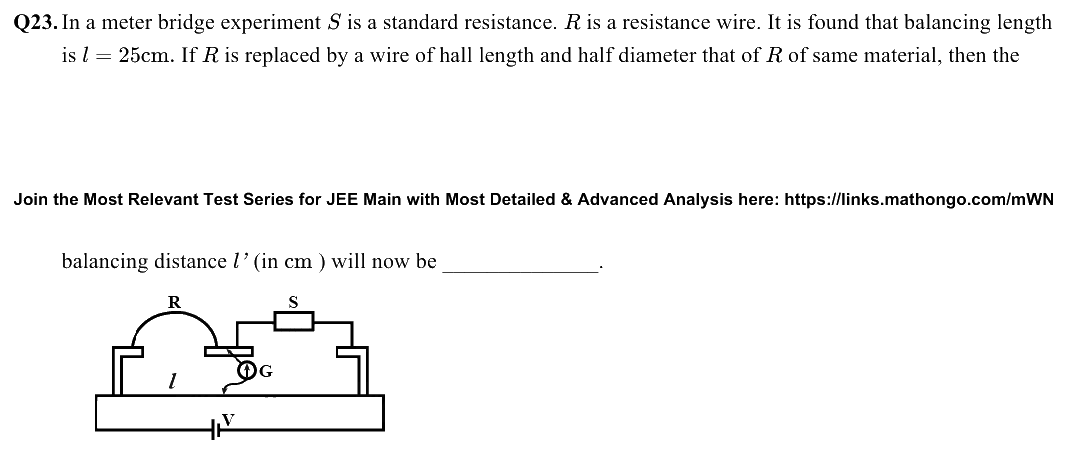 Q23. In a meter bridge experiment S is a standard resistance. R is a resistance wire. It is found that balancing length
is l = 25cm. If R is replaced by a wire of hall length and half diameter that of R of same material, then the
Join the Most Relevant Test Series for JEE Main with Most Detailed & Advanced Analysis here: https://links.mathongo.com/mWN
balancing distance l’ (in cm ) will now be ______________.
R S
G
l
V